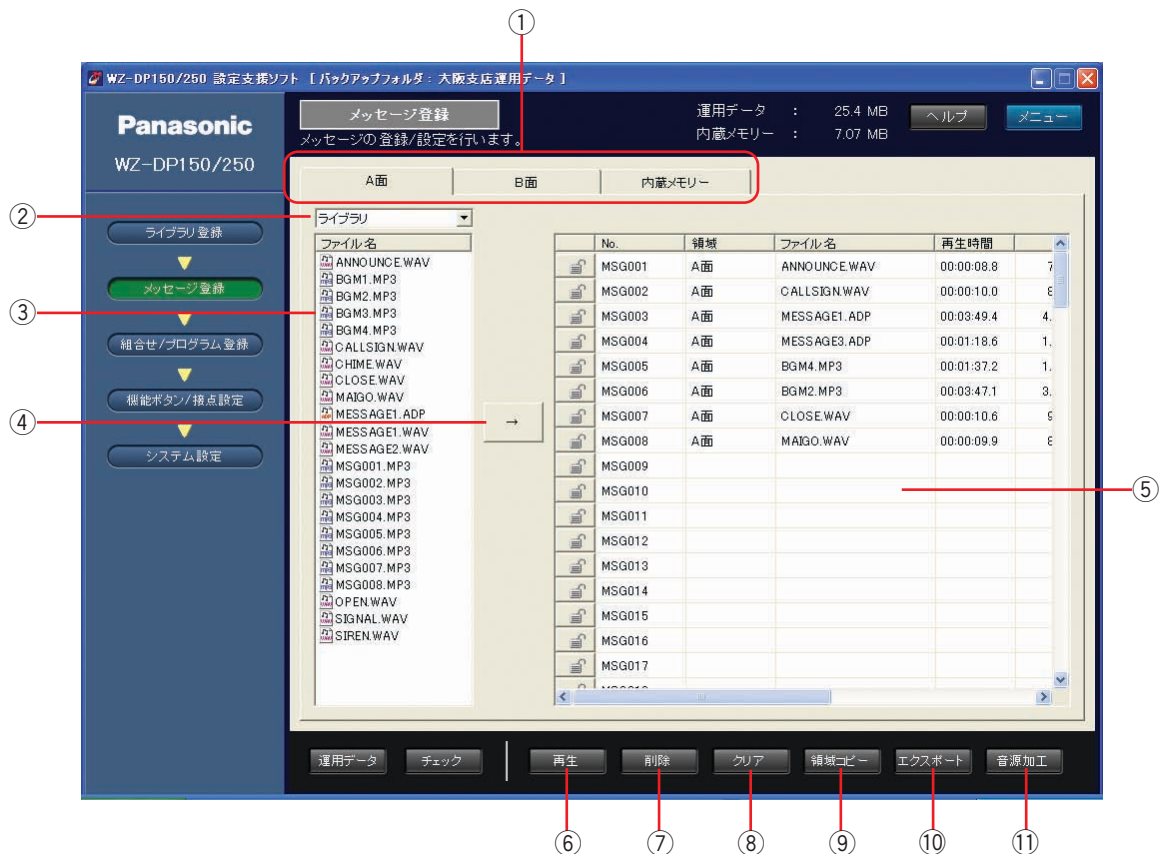 ①
WZ-DP150/250 設定支援ソフト [ バックアップフォルダ : 大阪支店運用データ ]
Panasonic
WZ-DP150/250
メッセージ登録
メッセージの登録/設定を行います。
運用データ : 25.4 MB
内蔵メモリー : 7.07 MB
ヘルプ
メニュー
A面 B面 内蔵メモリー
②
ライブラリ
ライブラリ登録
メッセージ登録
組合せ/プログラム登録
機能ボタン/接点設定
システム設定
③
ファイル名
ANNOUNCE.WAV
BGM1.MP3
BGM2.MP3
BGM3.MP3
BGM4.MP3
CALLSIGN.WAV
CHIME.WAV
CLOSE.WAV
MAIGO.WAV
MESSAGE1.ADP
MESSAGE1.WAV
MESSAGE2.WAV
MSG001.MP3
MSG002.MP3
MSG003.MP3
MSG004.MP3
MSG005.MP3
MSG006.MP3
MSG007.MP3
MSG008.MP3
OPEN.WAV
SIGNAL.WAV
SIREN.WAV
④
→
No. 領域 ファイル名 再生時間
MSG001 A面 ANNOUNCE.WAV 00:00:08.8 7
MSG002 A面 CALLSIGN.WAV 00:00:10.0
MSG003 A面 MESSAGE1.ADP 00:03:49.4 4.
MSG004 A面 MESSAGE3.ADP 00:01:18.6 1.
MSG005 A面 BGM4.MP3 00:01:37.2 1.
MSG006 A面 BGM2.MP3 00:03:47.1 3.
MSG007 A面 CLOSE.WAV 00:00:10.6
MSG008 A面 MAIGO.WAV 00:00:09.9
MSG009
MSG010
MSG011
MSG012
MSG013
MSG014
MSG015
MSG016
MSG017
⑤
運用データ チェック 再生 削除 クリア 領域コピー エクスポート 音源加工
⑥ ⑦ ⑧ ⑨ ⑩ ⑪